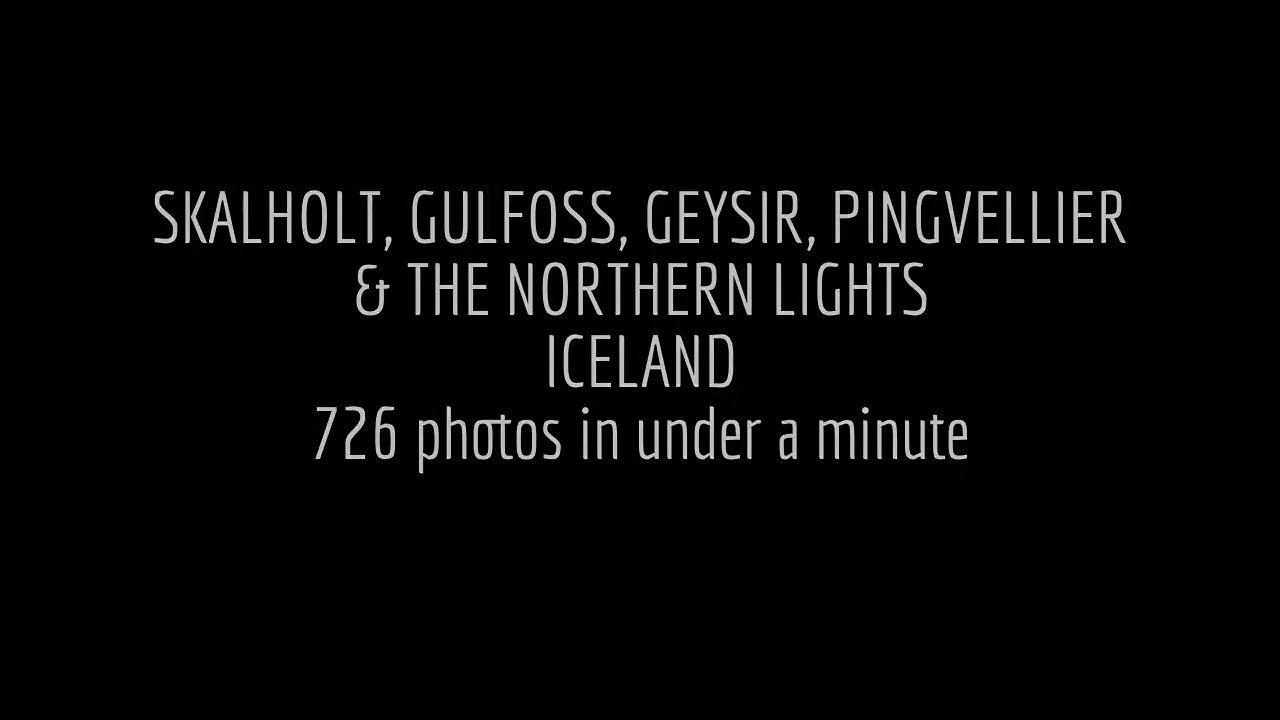 SKALHOLT, GULFOSS, GEYSIR, PINGVELLIER
& THE NORTHERN LIGHTS
ICELAND
726 photos in under a minute